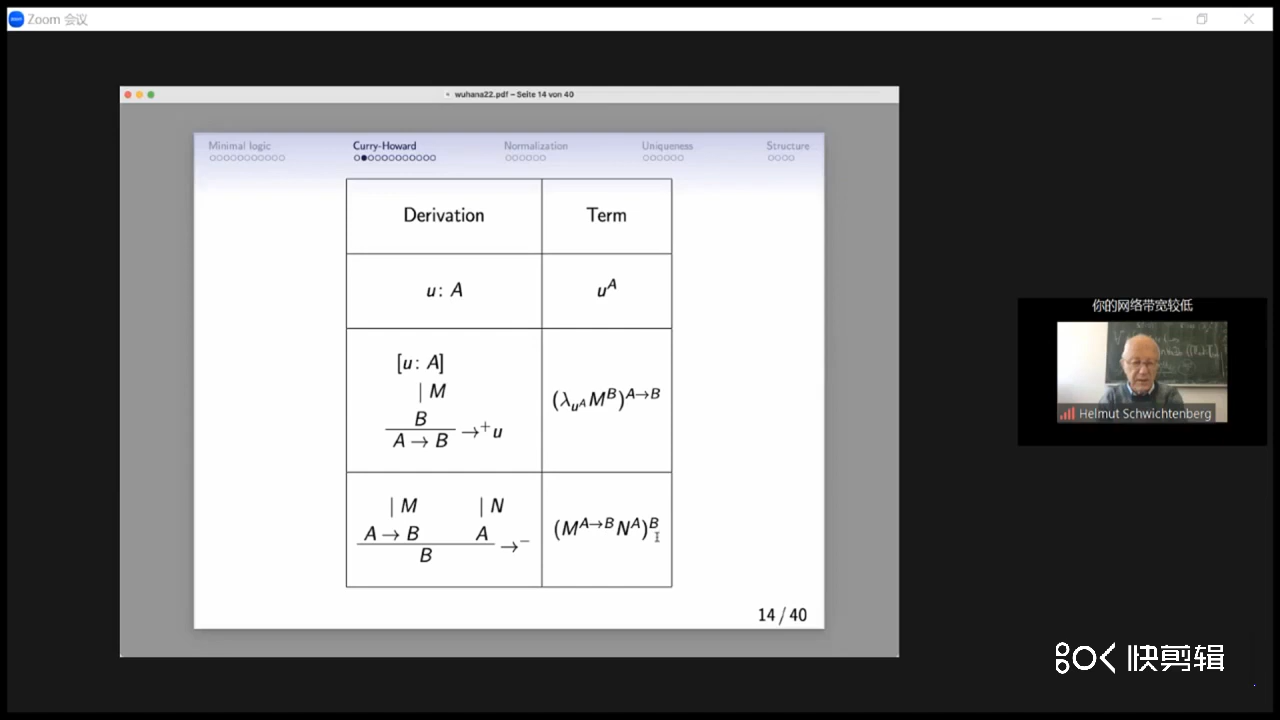 Zoom 会议
wuhana22.pdf – Seite 14 von 40
Minimal logic
Curry-Howard
Normalization
Uniqueness
Structure
Derivation
Term
u: A
u^A
[u: A]
| M
B
A → B
→⁺u
(λ_{u^A} M^B)^{A→B}
| M | N
A → B A
B
→⁻
(M^{A→B} N^A)^B
14 / 40
你的网络带宽较低
Helmut Schwichtenberg
快剪辑